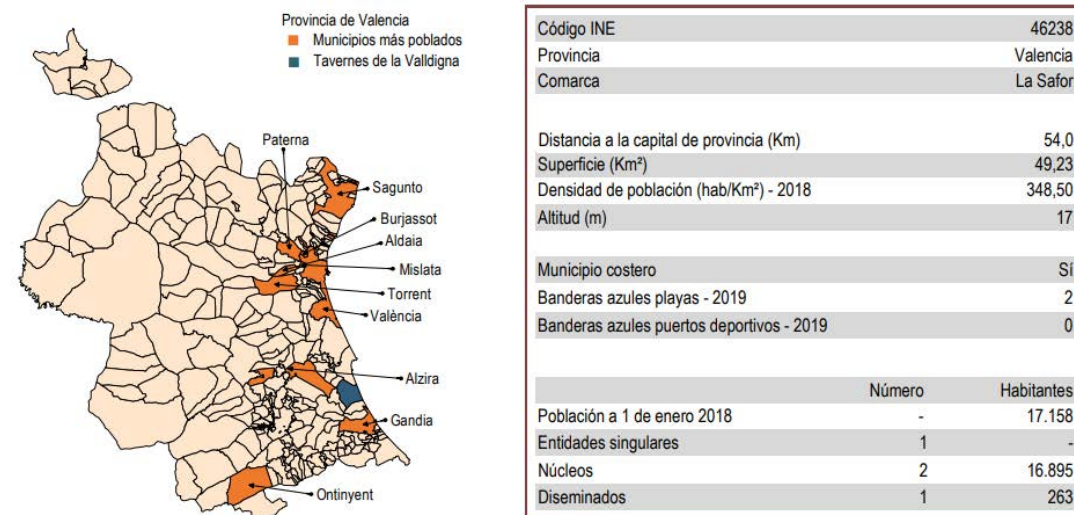 Provincia de Valencia
Municipios más poblados
Tavernes de la Valldigna
Paterna
Sagunto
Burjassot
Aldaia
Mislata
Torrent
València
Alzira
Gandia
Ontinyent
Código INE 46238
Provincia Valencia
Comarca La Safor
Distancia a la capital de provincia (Km) 54,0
Superficie (Km²) 49,23
Densidad de población (hab/Km²) - 2018 348,50
Altitud (m) 17
Municipio costero Sí
Banderas azules playas - 2019 2
Banderas azules puertos deportivos - 2019 0
Número Habitantes
Población a 1 de enero 2018 - 17.158
Entidades singulares 1 -
Núcleos 2 16.895
Diseminados 1 263